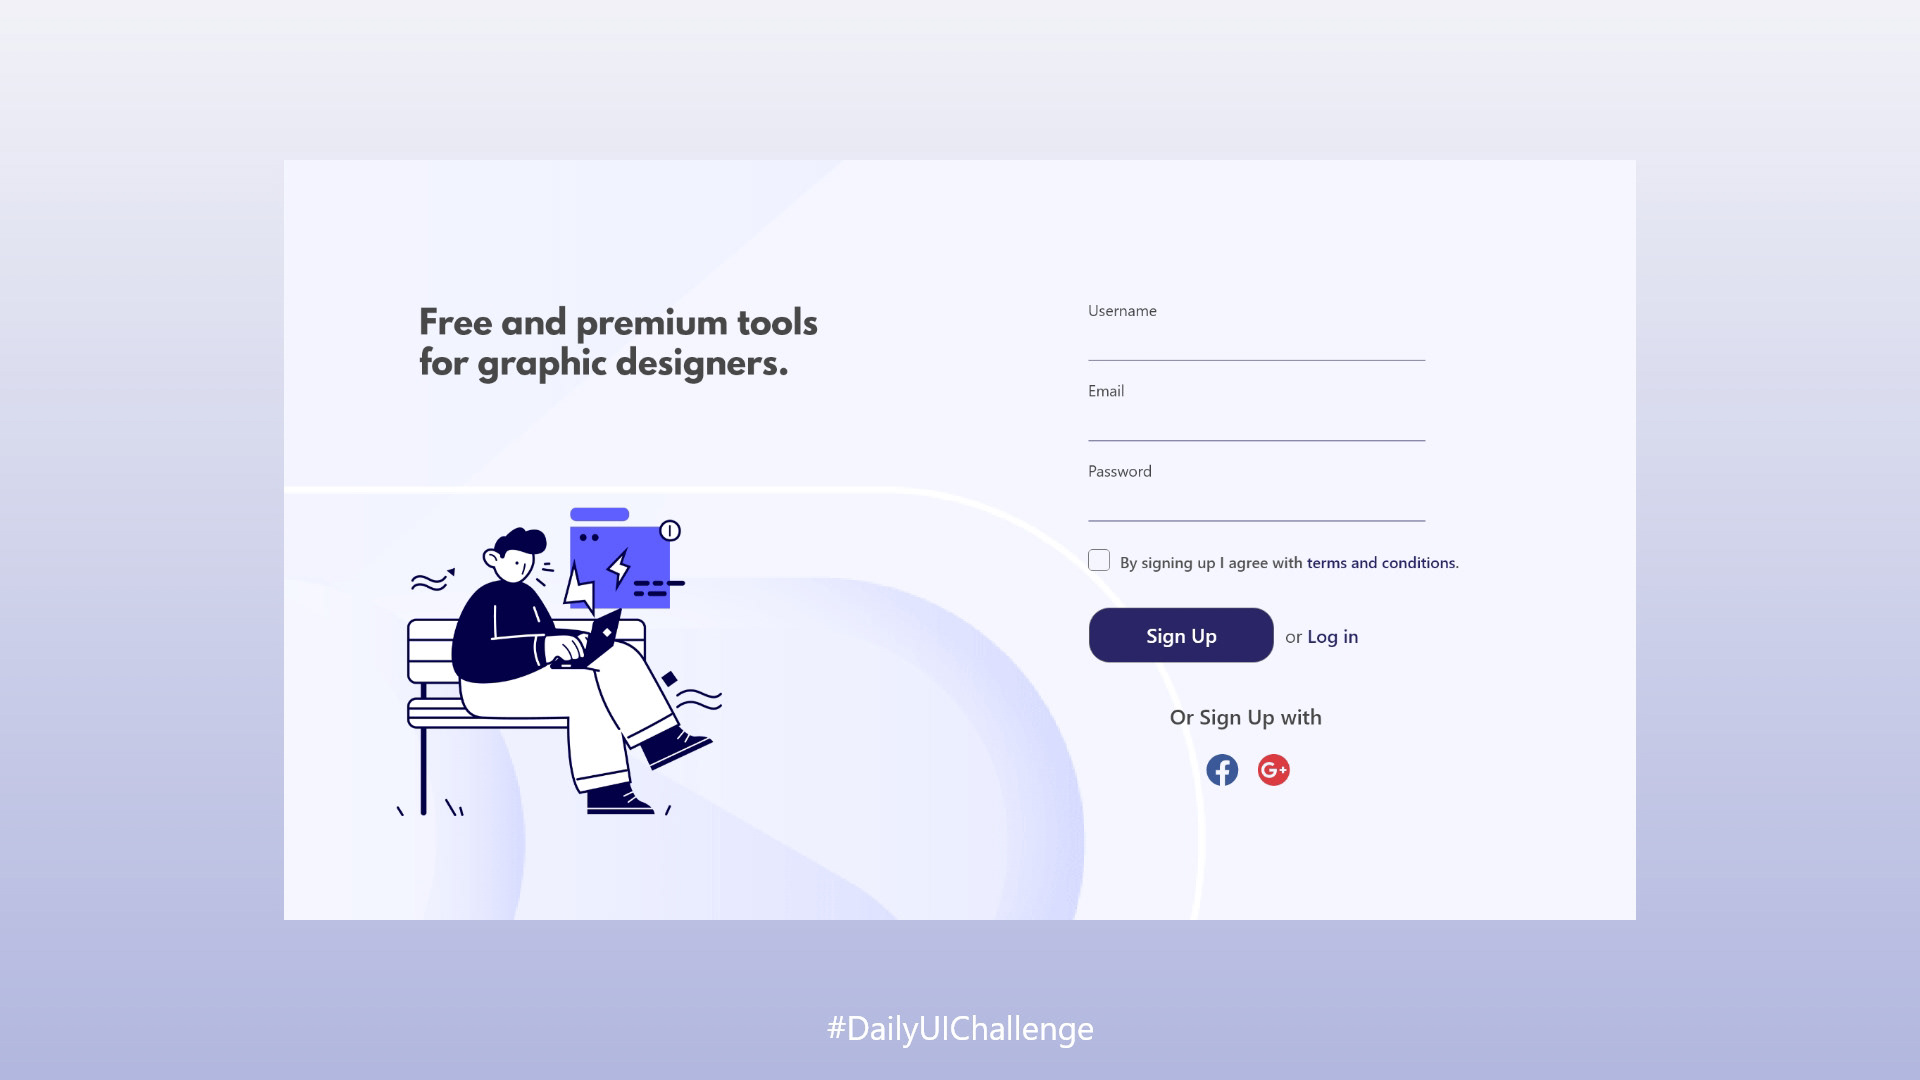 Free and premium tools
for graphic designers.
Username
Email
Password
By signing up I agree with terms and conditions.
Sign Up or Log in
Or Sign Up with
G+
#DailyUIChallenge